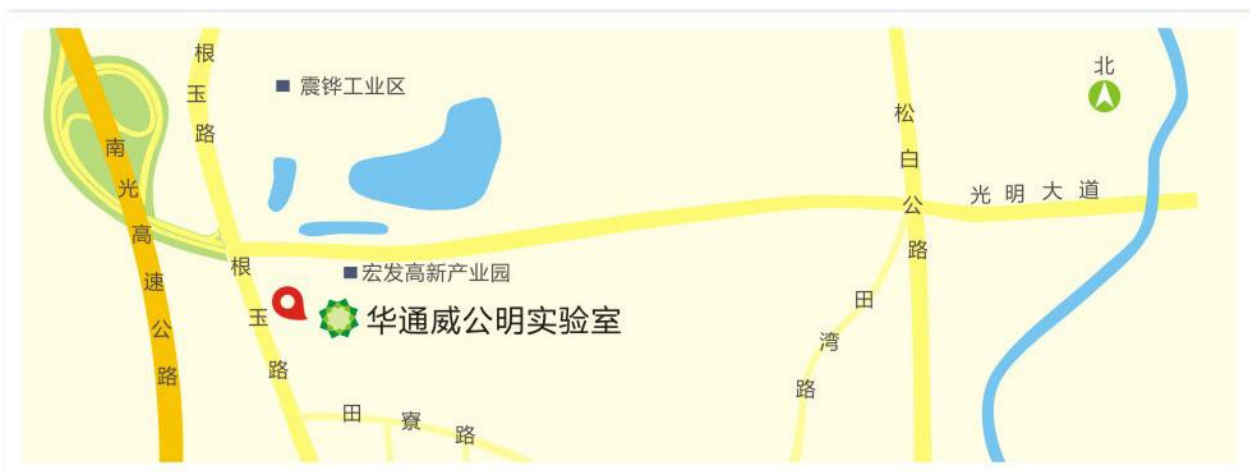 根玉路
震铧工业区
北
南光高速公路
松白公路
光明大道
根玉路
宏发高新产业园
华通威公明实验室
田湾路
田寮路